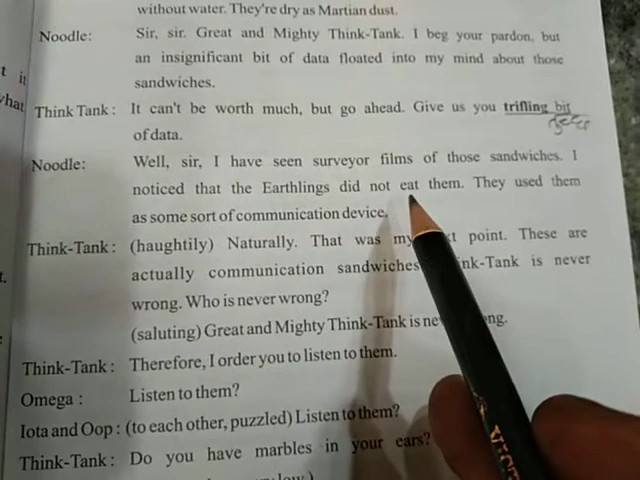 without water. They're dry as Martian dust.
Noodle: Sir, sir. Great and Mighty Think-Tank. I beg your pardon, but
an insignificant bit of data floated into my mind about those
sandwiches.
Think Tank : It can't be worth much, but go ahead. Give us you trifling bit
of data.
Noodle: Well, sir, I have seen surveyor films of those sandwiches. I
noticed that the Earthlings did not eat them. They used them
as some sort of communication device.
Think-Tank : (haughtily) Naturally. That was my point. These are
actually communication sandwiches. is never
wrong. Who is never wrong?
(saluting) Great and Mighty Think-Tank is
Think-Tank : Therefore, I order you to listen to them.
Omega : Listen to them?
Iota and Oop : (to each other, puzzled) Listen to them?
Think-Tank : Do you have marbles in your ears?